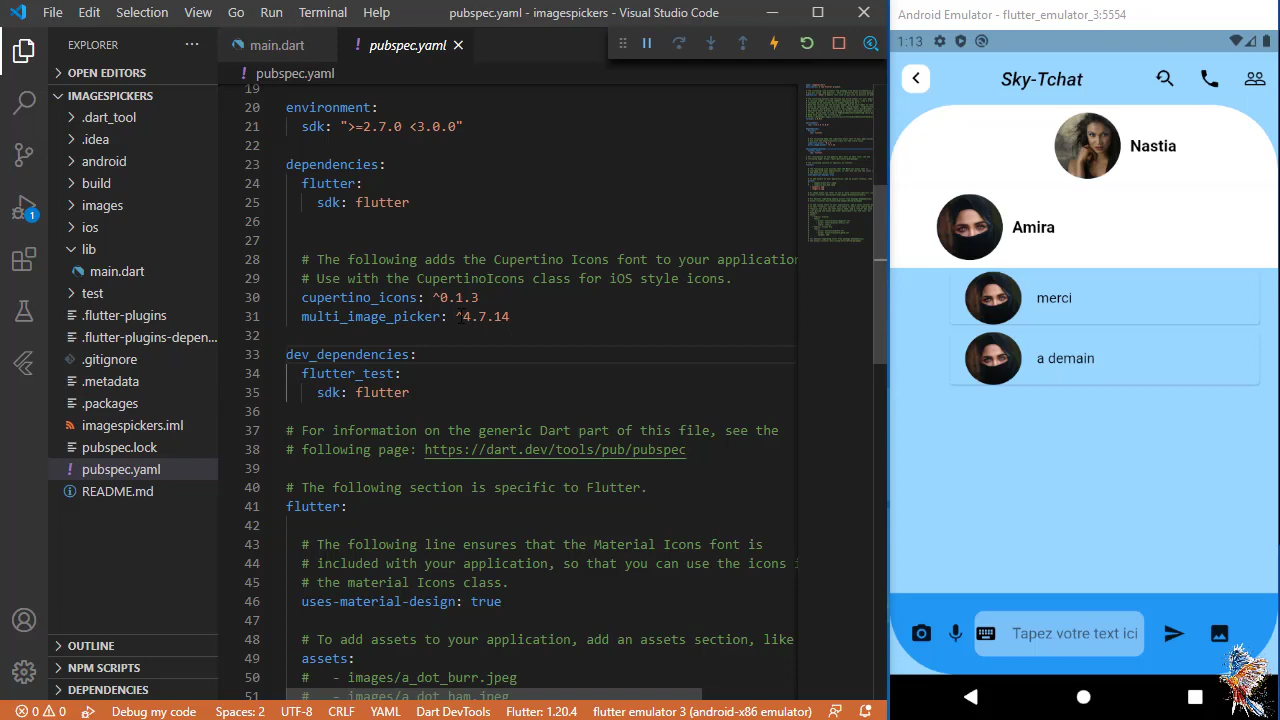 File Edit Selection View Go Run Terminal Help pubspec.yaml - imagespickers - Visual Studio Code
EXPLORER
OPEN EDITORS
IMAGESPICKERS
.dart_tool
.idea
android
build
images
ios
lib
main.dart
test
.flutter-plugins
.flutter-plugins-depen...
.gitignore
.metadata
.packages
imagespickers.iml
pubspec.lock
pubspec.yaml
README.md
OUTLINE
NPM SCRIPTS
DEPENDENCIES
1
main.dart pubspec.yaml
pubspec.yaml
19
20 environment:
21 sdk: ">=2.7.0 <3.0.0"
22
23 dependencies:
24 flutter:
25 sdk: flutter
26
27
28 # The following adds the Cupertino Icons font to your application
29 # Use with the CupertinoIcons class for iOS style icons.
30 cupertino_icons: ^0.1.3
31 multi_image_picker: ^4.7.14
32
33 dev_dependencies:
34 flutter_test:
35 sdk: flutter
36
37 # For information on the generic Dart part of this file, see the
38 # following page: https://dart.dev/tools/pub/pubspec
39
40 # The following section is specific to Flutter.
41 flutter:
42
43 # The following line ensures that the Material Icons font is
44 # included with your application, so that you can use the icons i
45 # the material Icons class.
46 uses-material-design: true
47
48 # To add assets to your application, add an assets section, like
49 assets:
50 # - images/a_dot_burr.jpeg
51 # - images/a_dot_ham.jpeg
0 0 Debug my code Spaces: 2 UTF-8 CRLF YAML Dart DevTools Flutter: 1.20.4 flutter emulator 3 (android-x86 emulator)
Android Emulator - flutter_emulator_3:5554
1:13
Sky-Tchat
Nastia
Amira
merci
a demain
Tapez votre text ici